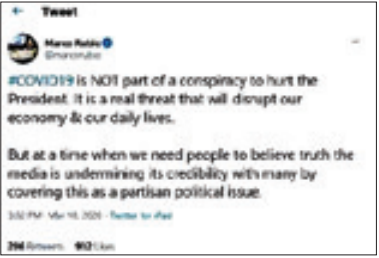 Tweet
Marco Rubio
@marcorubio
#COVID19 is NOT part of a conspiracy to hurt the
President. It is a real threat that will disrupt our
economy & our daily lives.
But at a time when we need people to believe truth the
media is undermining its credibility with many by
covering this as a partisan political issue.
PM 2020 · Twitter for iPad
Retweets Likes